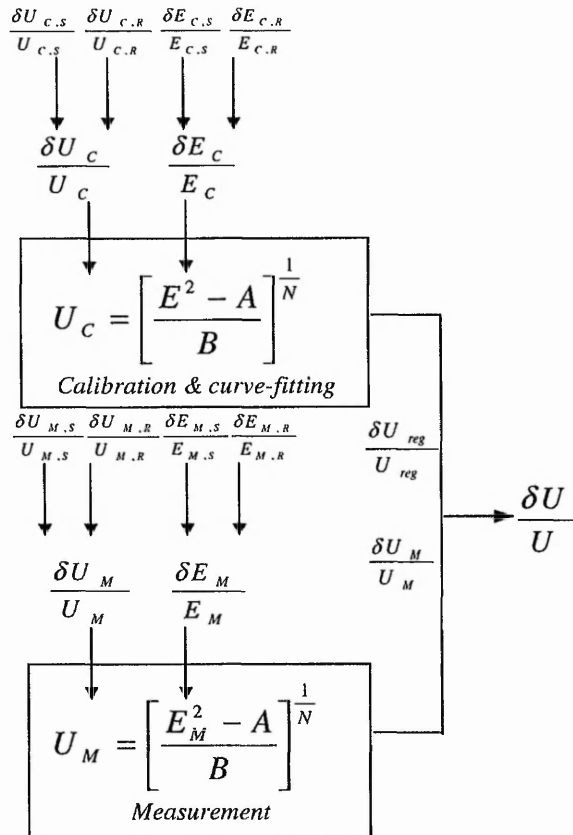 δU_{C,S}/U_{C,S} δU_{C,R}/U_{C,R} δE_{C,S}/E_{C,S} δE_{C,R}/E_{C,R}
δU_C/U_C δE_C/E_C
U_C = [(E^2 − A)/B]^{1/N}
Calibration & curve-fitting
δU_{M,S}/U_{M,S} δU_{M,R}/U_{M,R} δE_{M,S}/E_{M,S} δE_{M,R}/E_{M,R}
δU_{reg}/U_{reg}
δU/U
δU_M/U_M
δU_M/U_M δE_M/E_M
U_M = [(E_M^2 − A)/B]^{1/N}
Measurement